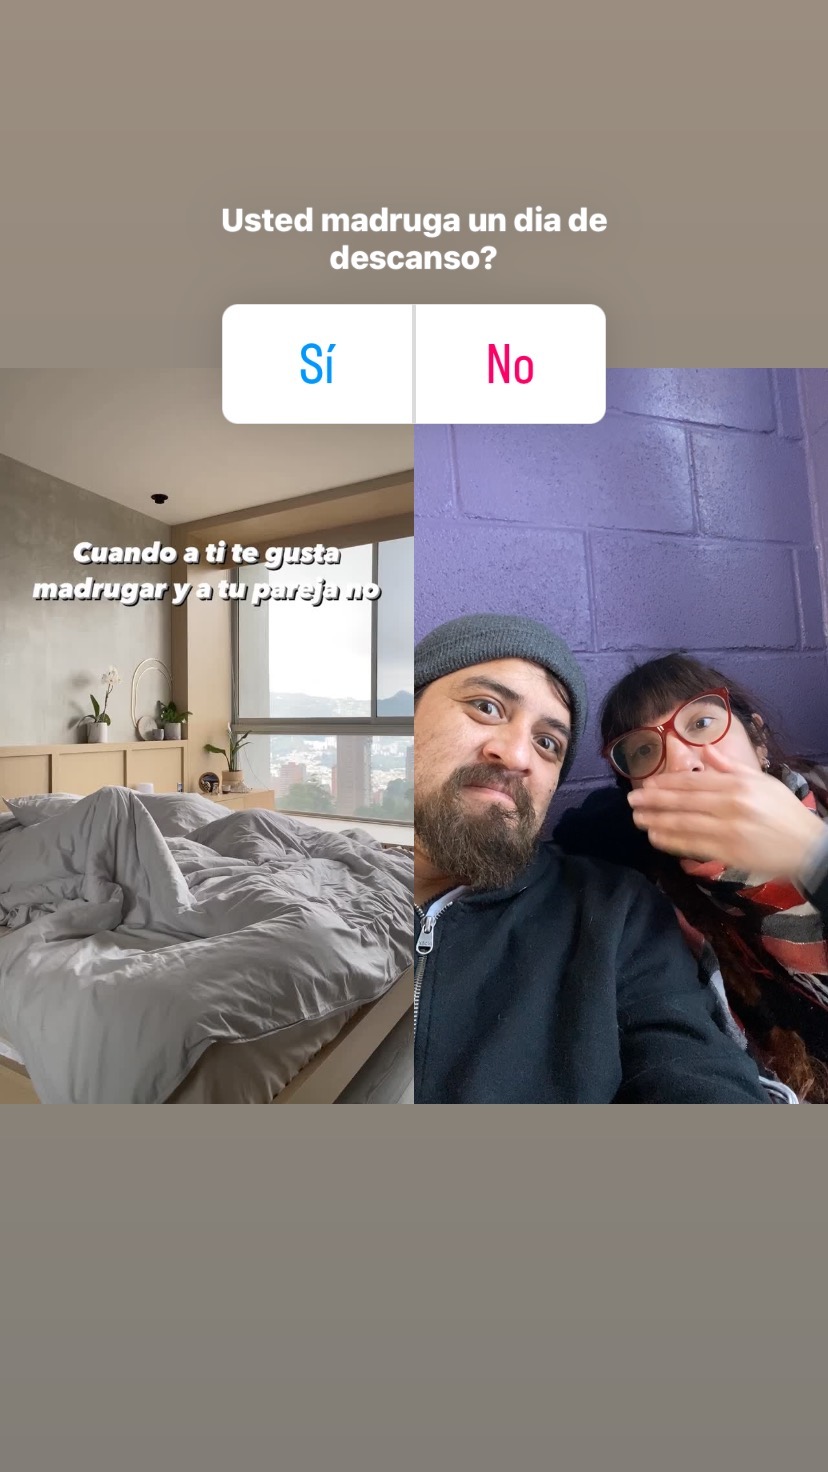 Usted madruga un dia de
descanso?
Sí
No
Cuando a ti te gusta
madrugar y a tu pareja no